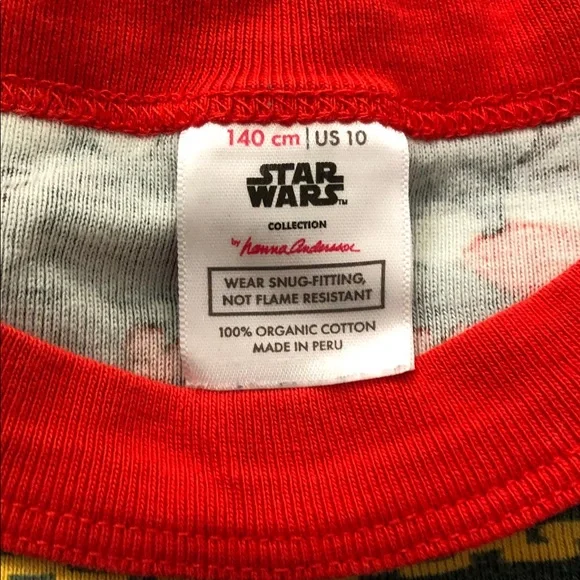 140 cm | US 10
STAR
WARS™
COLLECTION
by hanna Andersson
WEAR SNUG-FITTING,
NOT FLAME RESISTANT
100% ORGANIC COTTON
MADE IN PERU